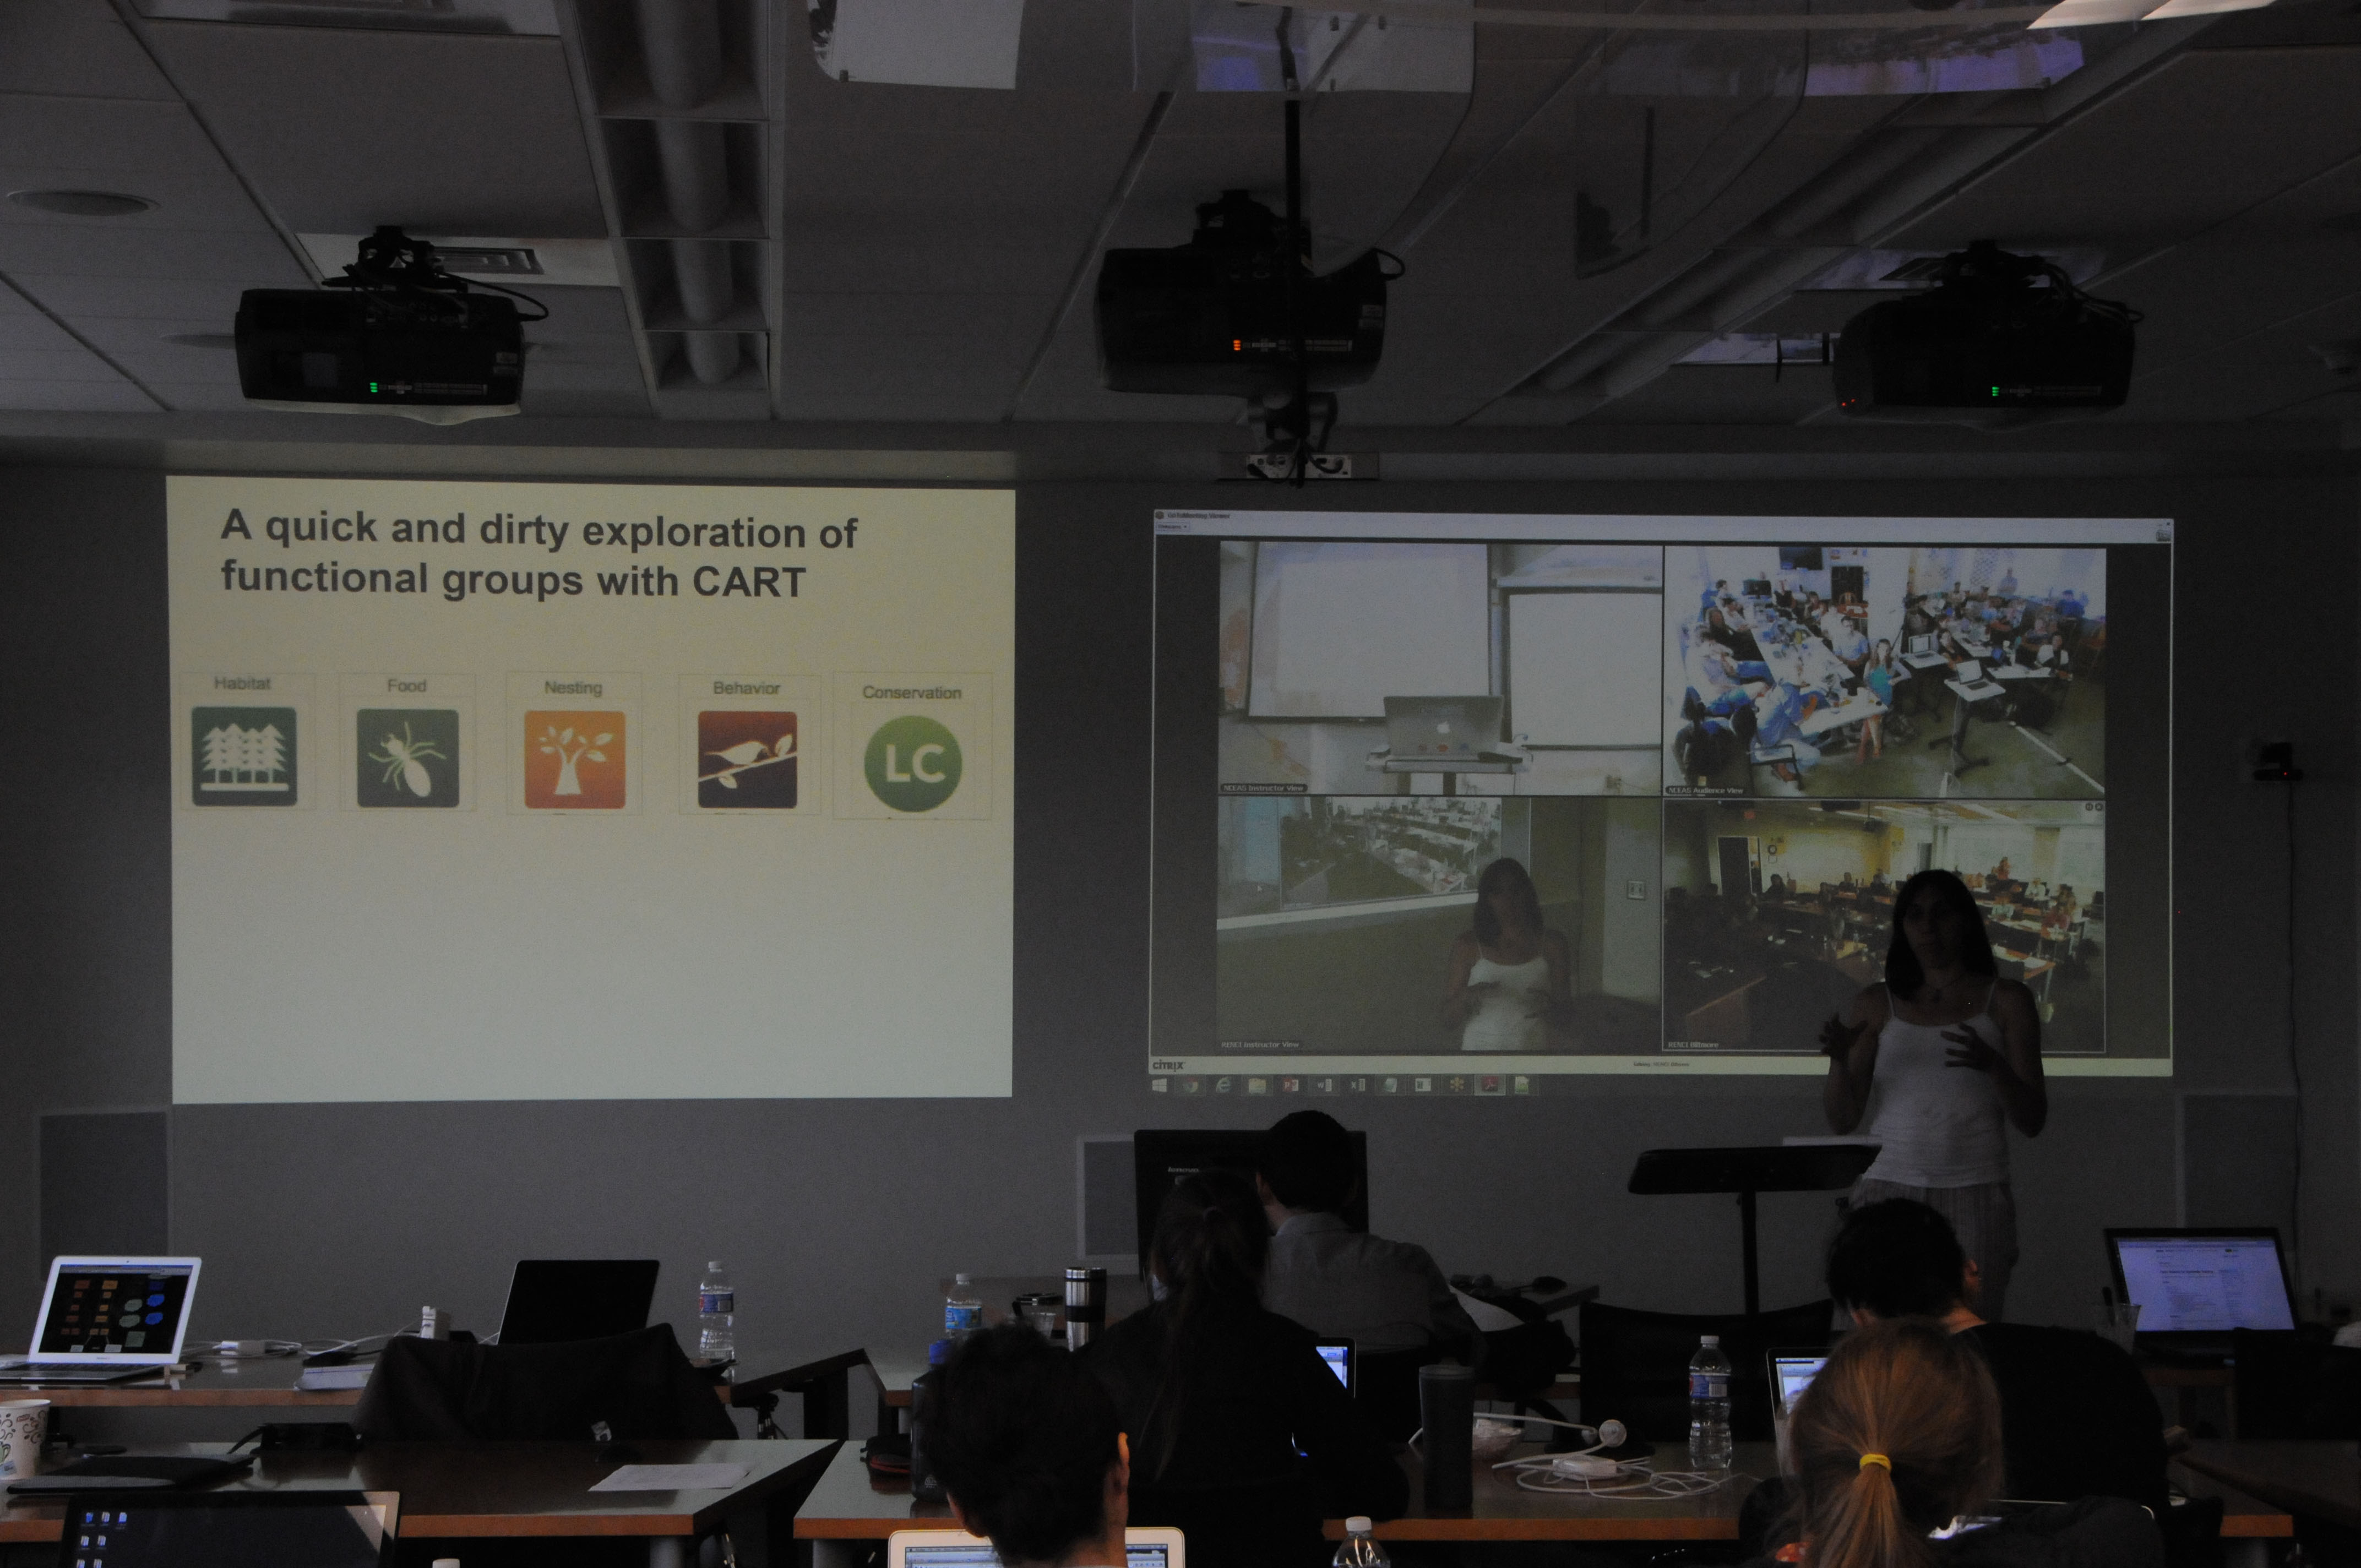 A quick and dirty exploration of
functional groups with CART
Habitat
Food
Nesting
Behavior
Conservation
LC
GoToMeeting Viewer
NCEAS Instructor View
NCEAS Audience View
RENCI Instructor View
RENCI Biltmore
citrix